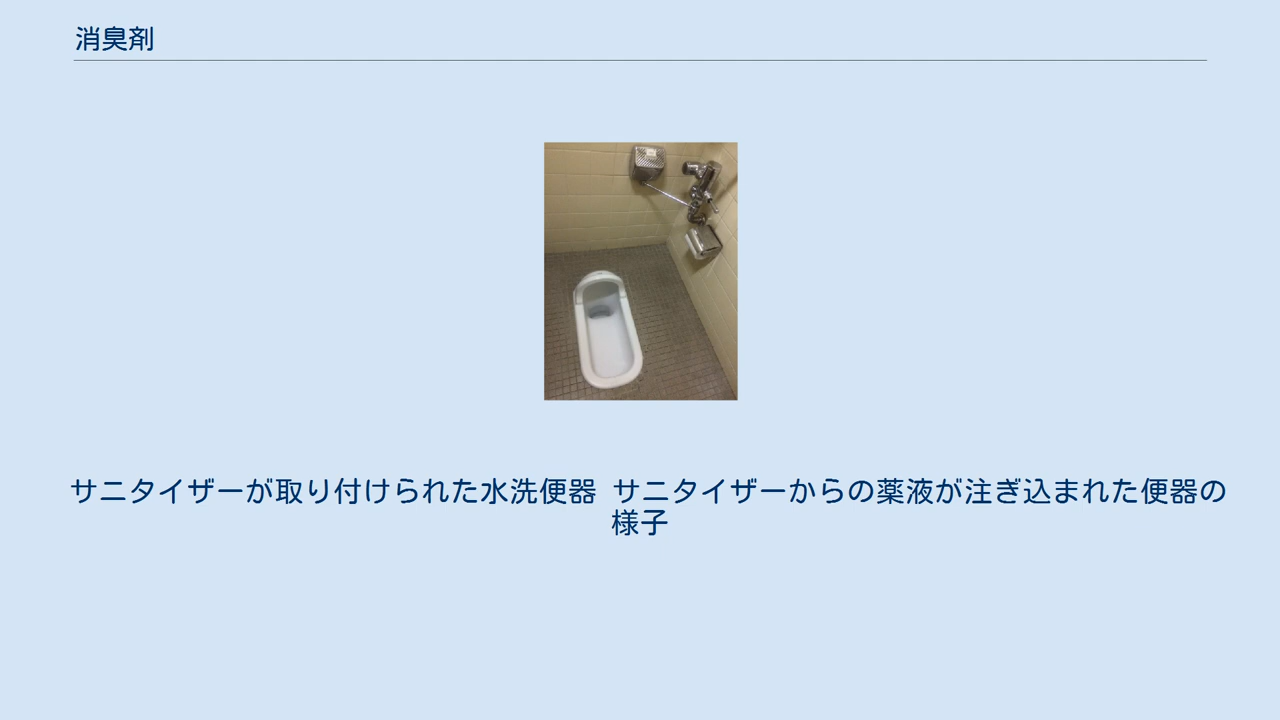 消臭剤
サニタイザーが取り付けられた水洗便器 サニタイザーからの薬液が注ぎ込まれた便器の
様子